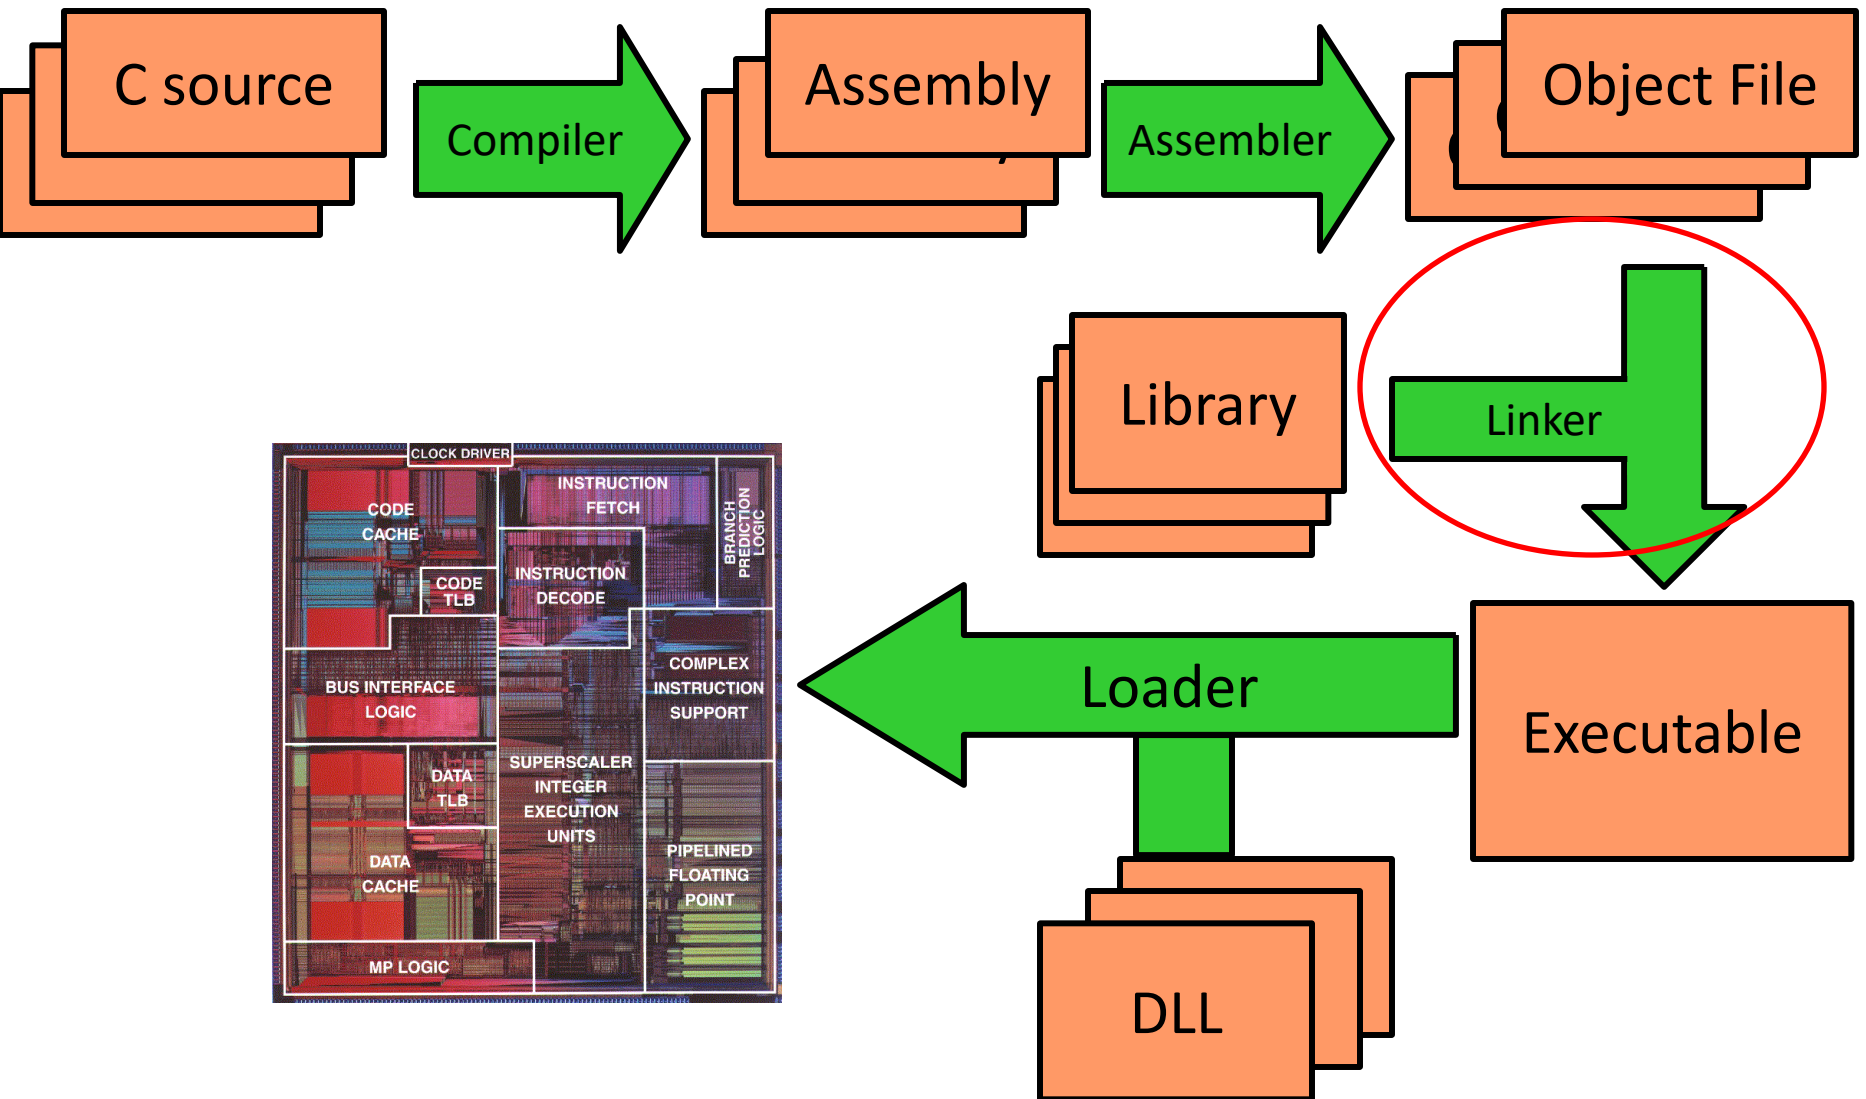 C source
Compiler
Assembly
Assembler
Object File
Library
Linker
Executable
Loader
DLL
CLOCK DRIVER
CODE
CACHE
INSTRUCTION
FETCH
BRANCH
PREDICTION
LOGIC
CODE
TLB
INSTRUCTION
DECODE
BUS INTERFACE
LOGIC
COMPLEX
INSTRUCTION
SUPPORT
DATA
TLB
SUPERSCALER
INTEGER
EXECUTION
UNITS
DATA
CACHE
PIPELINED
FLOATING
POINT
MP LOGIC